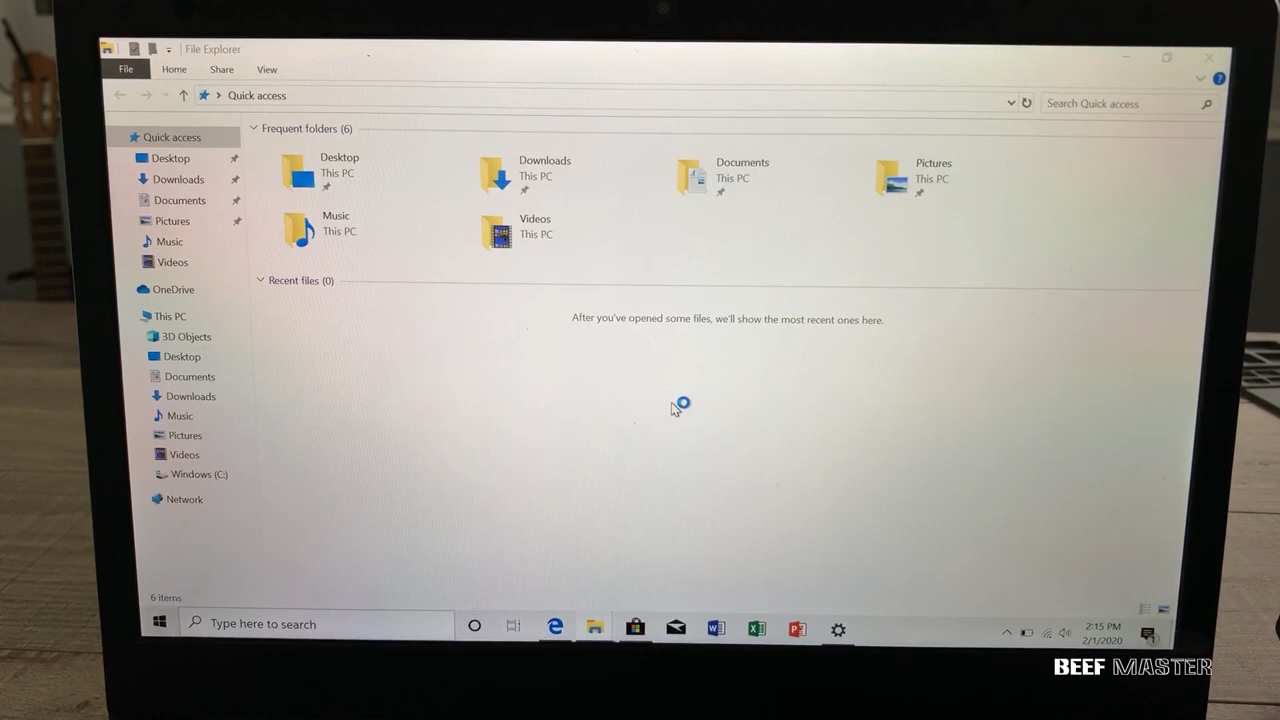 File Explorer
File
Home
Share
View
Quick access
Search Quick access
Quick access
Desktop
Downloads
Documents
Pictures
Music
Videos
OneDrive
This PC
3D Objects
Desktop
Documents
Downloads
Music
Pictures
Videos
Windows (C:)
Network
Frequent folders (6)
Desktop
This PC
Downloads
This PC
Documents
This PC
Pictures
This PC
Music
This PC
Videos
This PC
Recent files (0)
After you've opened some files, we'll show the most recent ones here.
6 items
Type here to search
2:15 PM
2/1/2020
BEEF MASTER